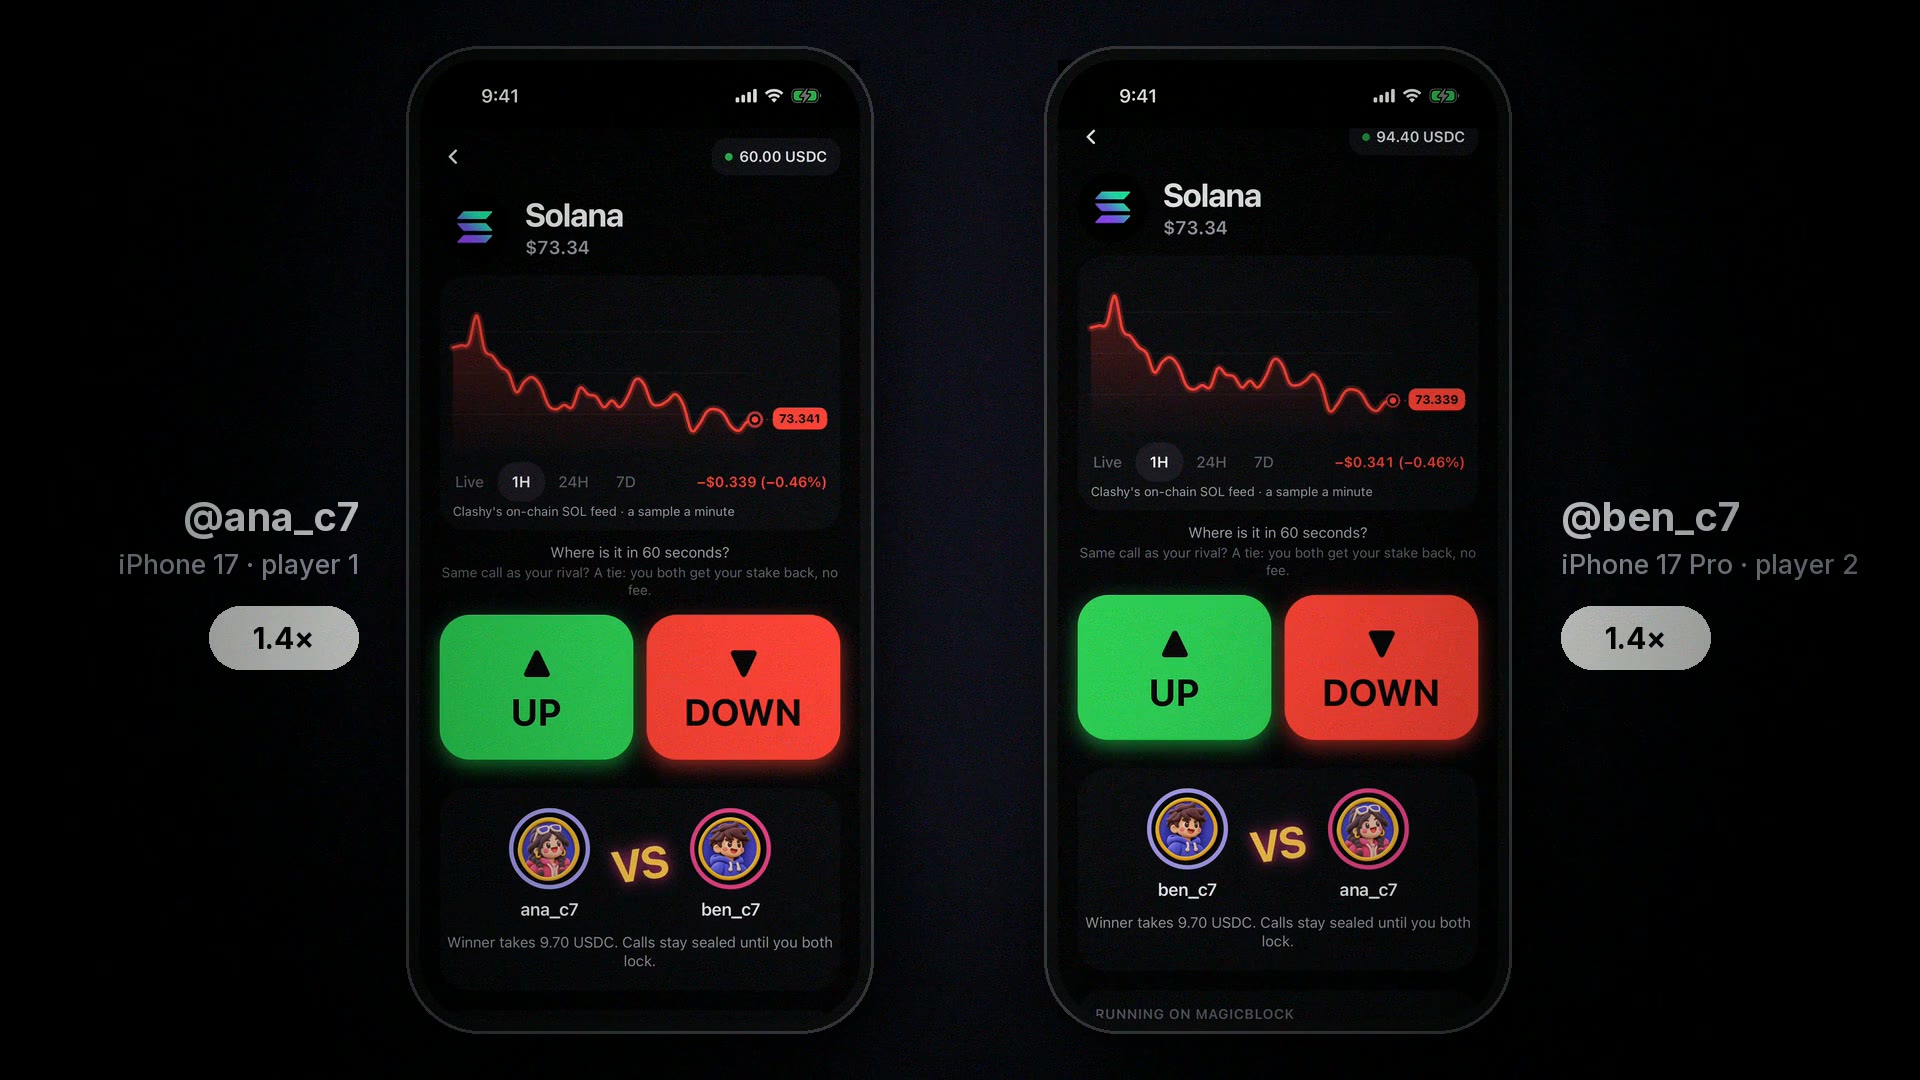 @ana_c7
iPhone 17 · player 1
1.4×
9:41
60.00 USDC
Solana
$73.34
73.341
Live 1H 24H 7D −$0.339 (−0.46%)
Clashy's on-chain SOL feed · a sample a minute
Where is it in 60 seconds?
Same call as your rival? A tie: you both get your stake back, no
fee.
UP DOWN
VS
ana_c7 ben_c7
Winner takes 9.70 USDC. Calls stay sealed until you both
lock.
9:41
94.40 USDC
Solana
$73.34
73.339
Live 1H 24H 7D −$0.341 (−0.46%)
Clashy's on-chain SOL feed · a sample a minute
Where is it in 60 seconds?
Same call as your rival? A tie: you both get your stake back, no
fee.
UP DOWN
VS
ben_c7 ana_c7
Winner takes 9.70 USDC. Calls stay sealed until you both
lock.
RUNNING ON MAGICBLOCK
@ben_c7
iPhone 17 Pro · player 2
1.4×